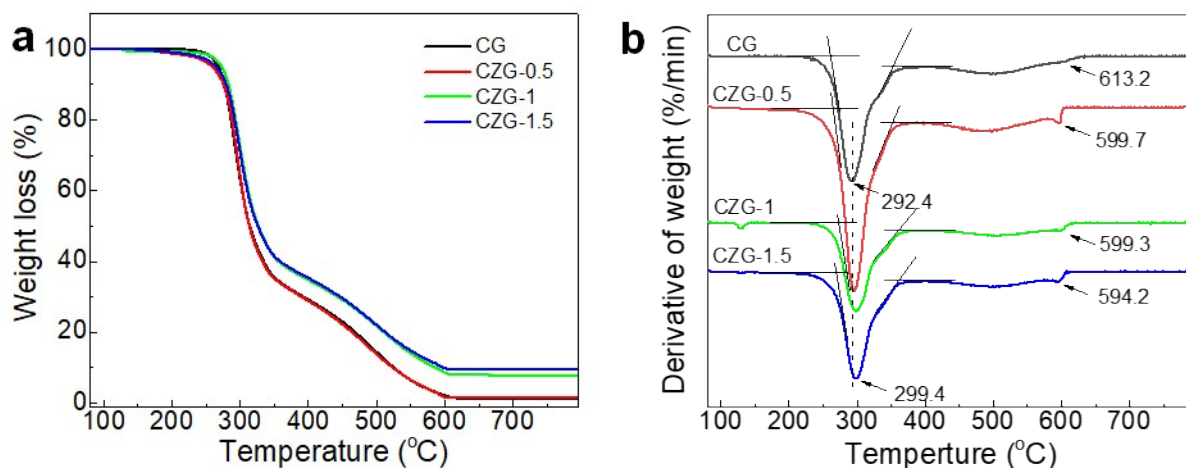 a
100
80
60
40
20
0
Weight loss (%)
CG
CZG-0.5
CZG-1
CZG-1.5
100 200 300 400 500 600 700
Temperature (°C)
b
Derivative of weight (%/min)
CG
613.2
CZG-0.5
599.7
292.4
CZG-1
599.3
CZG-1.5
594.2
299.4
100 200 300 400 500 600 700
Temperture (°C)